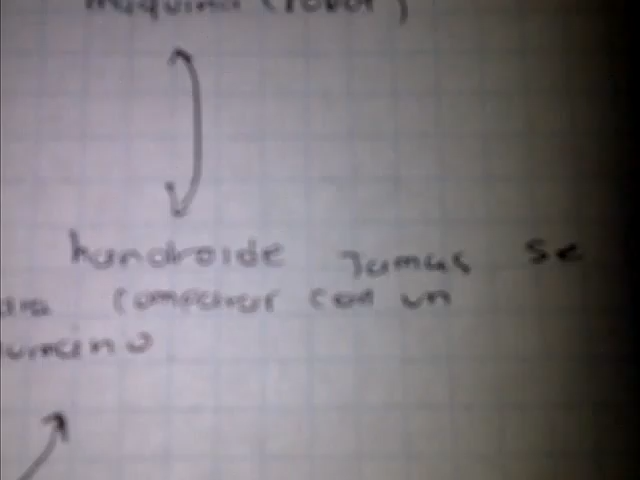 maquina (robot)
handroide Jamas se
comparar con un
humano